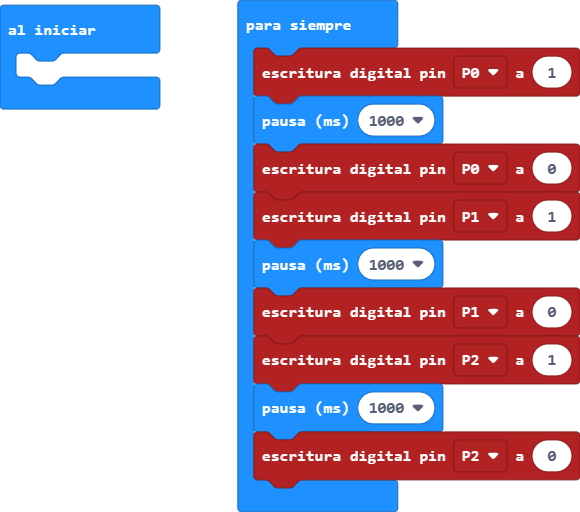 al iniciar
para siempre
escritura digital pin P0 a 1
pausa (ms) 1000
escritura digital pin P0 a 0
escritura digital pin P1 a 1
pausa (ms) 1000
escritura digital pin P1 a 0
escritura digital pin P2 a 1
pausa (ms) 1000
escritura digital pin P2 a 0